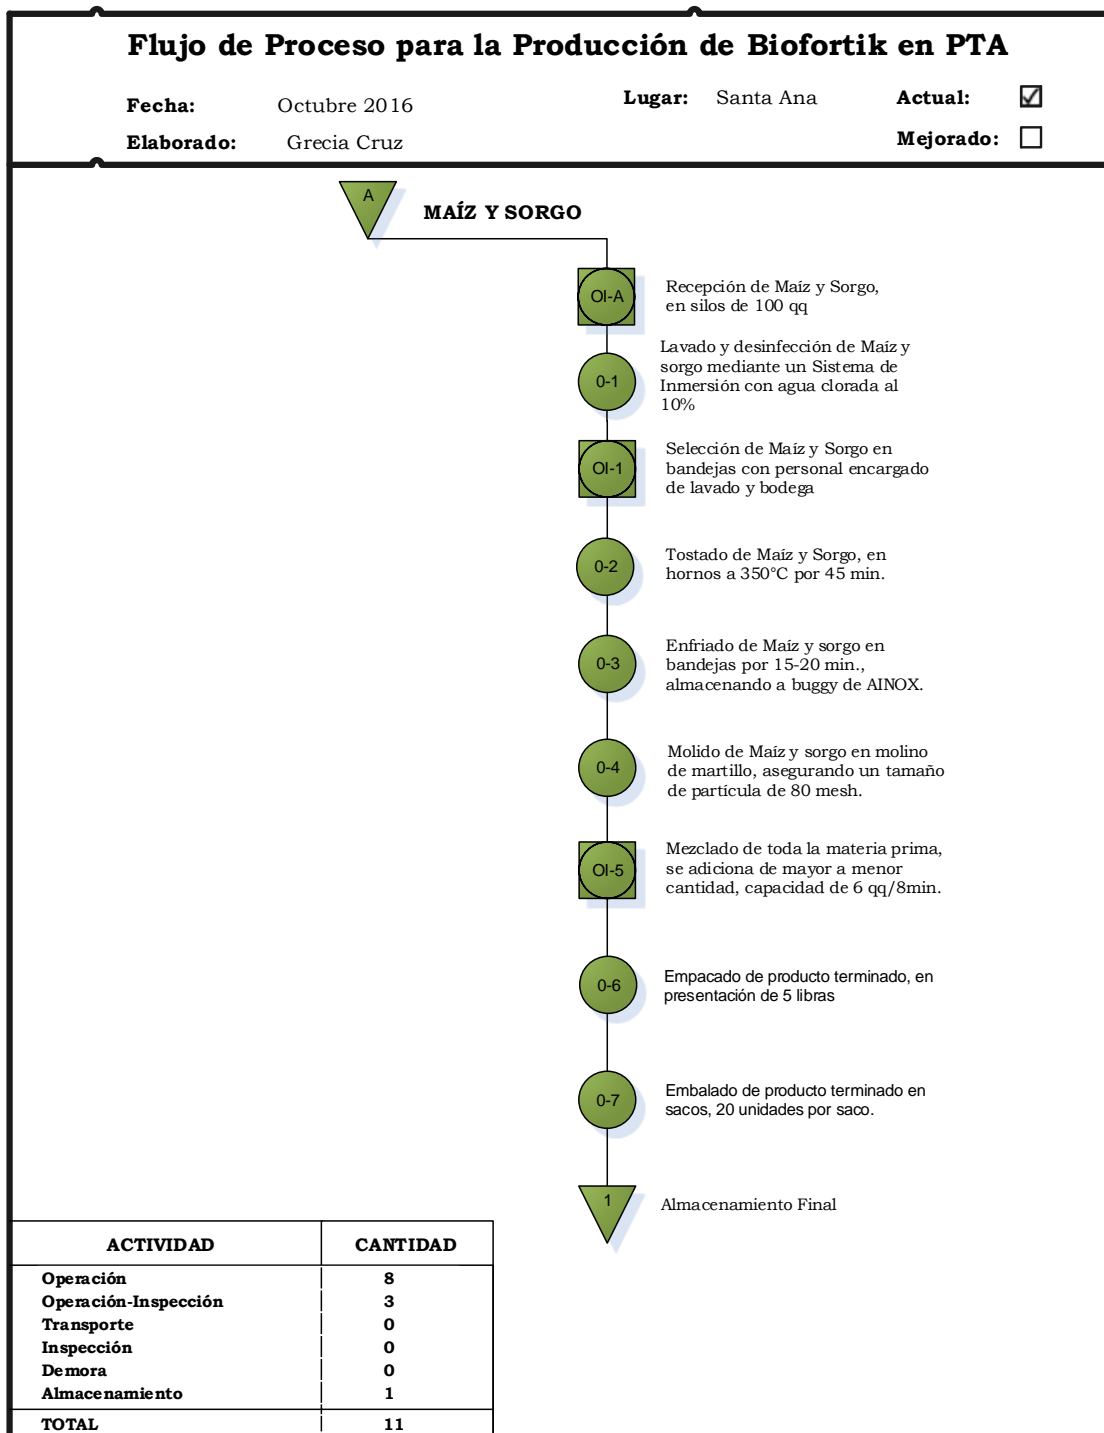 Flujo de Proceso para la Producción de Biofortik en PTA
Fecha: Octubre 2016 Lugar: Santa Ana Actual:
Elaborado: Grecia Cruz Mejorado:
A
MAÍZ Y SORGO
OI-A
Recepción de Maíz y Sorgo,
en silos de 100 qq
0-1
Lavado y desinfección de Maíz y
sorgo mediante un Sistema de
Inmersión con agua clorada al
10%
OI-1
Selección de Maíz y Sorgo en
bandejas con personal encargado
de lavado y bodega
0-2
Tostado de Maíz y Sorgo, en
hornos a 350°C por 45 min.
0-3
Enfriado de Maíz y sorgo en
bandejas por 15-20 min.,
almacenando a buggy de AINOX.
0-4
Molido de Maíz y sorgo en molino
de martillo, asegurando un tamaño
de partícula de 80 mesh.
OI-5
Mezclado de toda la materia prima,
se adiciona de mayor a menor
cantidad, capacidad de 6 qq/8min.
0-6
Empacado de producto terminado, en
presentación de 5 libras
0-7
Embalado de producto terminado en
sacos, 20 unidades por saco.
1
Almacenamiento Final
ACTIVIDAD CANTIDAD
Operación 8
Operación-Inspección 3
Transporte 0
Inspección 0
Demora 0
Almacenamiento 1
TOTAL 11